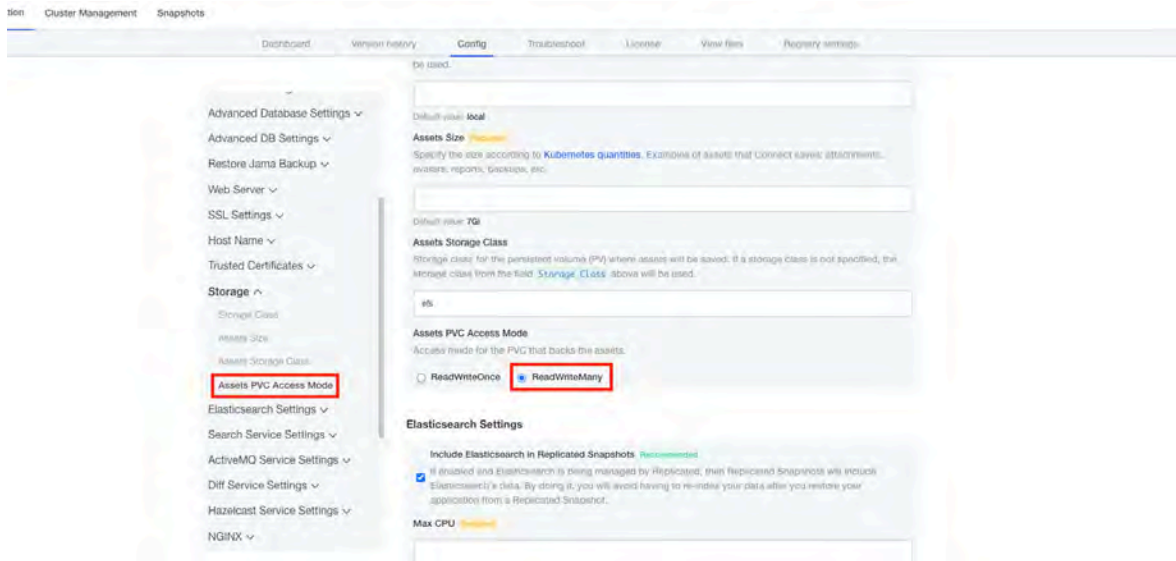 tion Cluster Management Snapshots
Dashboard Version history Config Troubleshoot License View files Registry settings
be used.
Default value: local
Assets Size Required
Specify the size according to Kubernetes quantities. Examples of assets that Connect saves: attachments,
avatars, reports, backups, etc.
Default value: 7Gi
Assets Storage Class
Storage class for the persistent volume (PV) where assets will be saved. If a storage class is not specified, the
storage class from the field Storage Class above will be used.
efs
Assets PVC Access Mode
Access mode for the PVC that backs the assets.
ReadWriteOnce ReadWriteMany
Elasticsearch Settings
Include Elasticsearch in Replicated Snapshots Recommended
If enabled and Elasticsearch is being managed by Replicated, then Replicated Snapshots will include
Elasticsearch's data. By doing it, you will avoid having to re-index your data after you restore your
application from a Replicated Snapshot.
Max CPU Required
Advanced Database Settings
Advanced DB Settings
Restore Jama Backup
Web Server
SSL Settings
Host Name
Trusted Certificates
Storage
Storage Class
Assets Size
Assets Storage Class
Assets PVC Access Mode
Elasticsearch Settings
Search Service Settings
ActiveMQ Service Settings
Diff Service Settings
Hazelcast Service Settings
NGINX